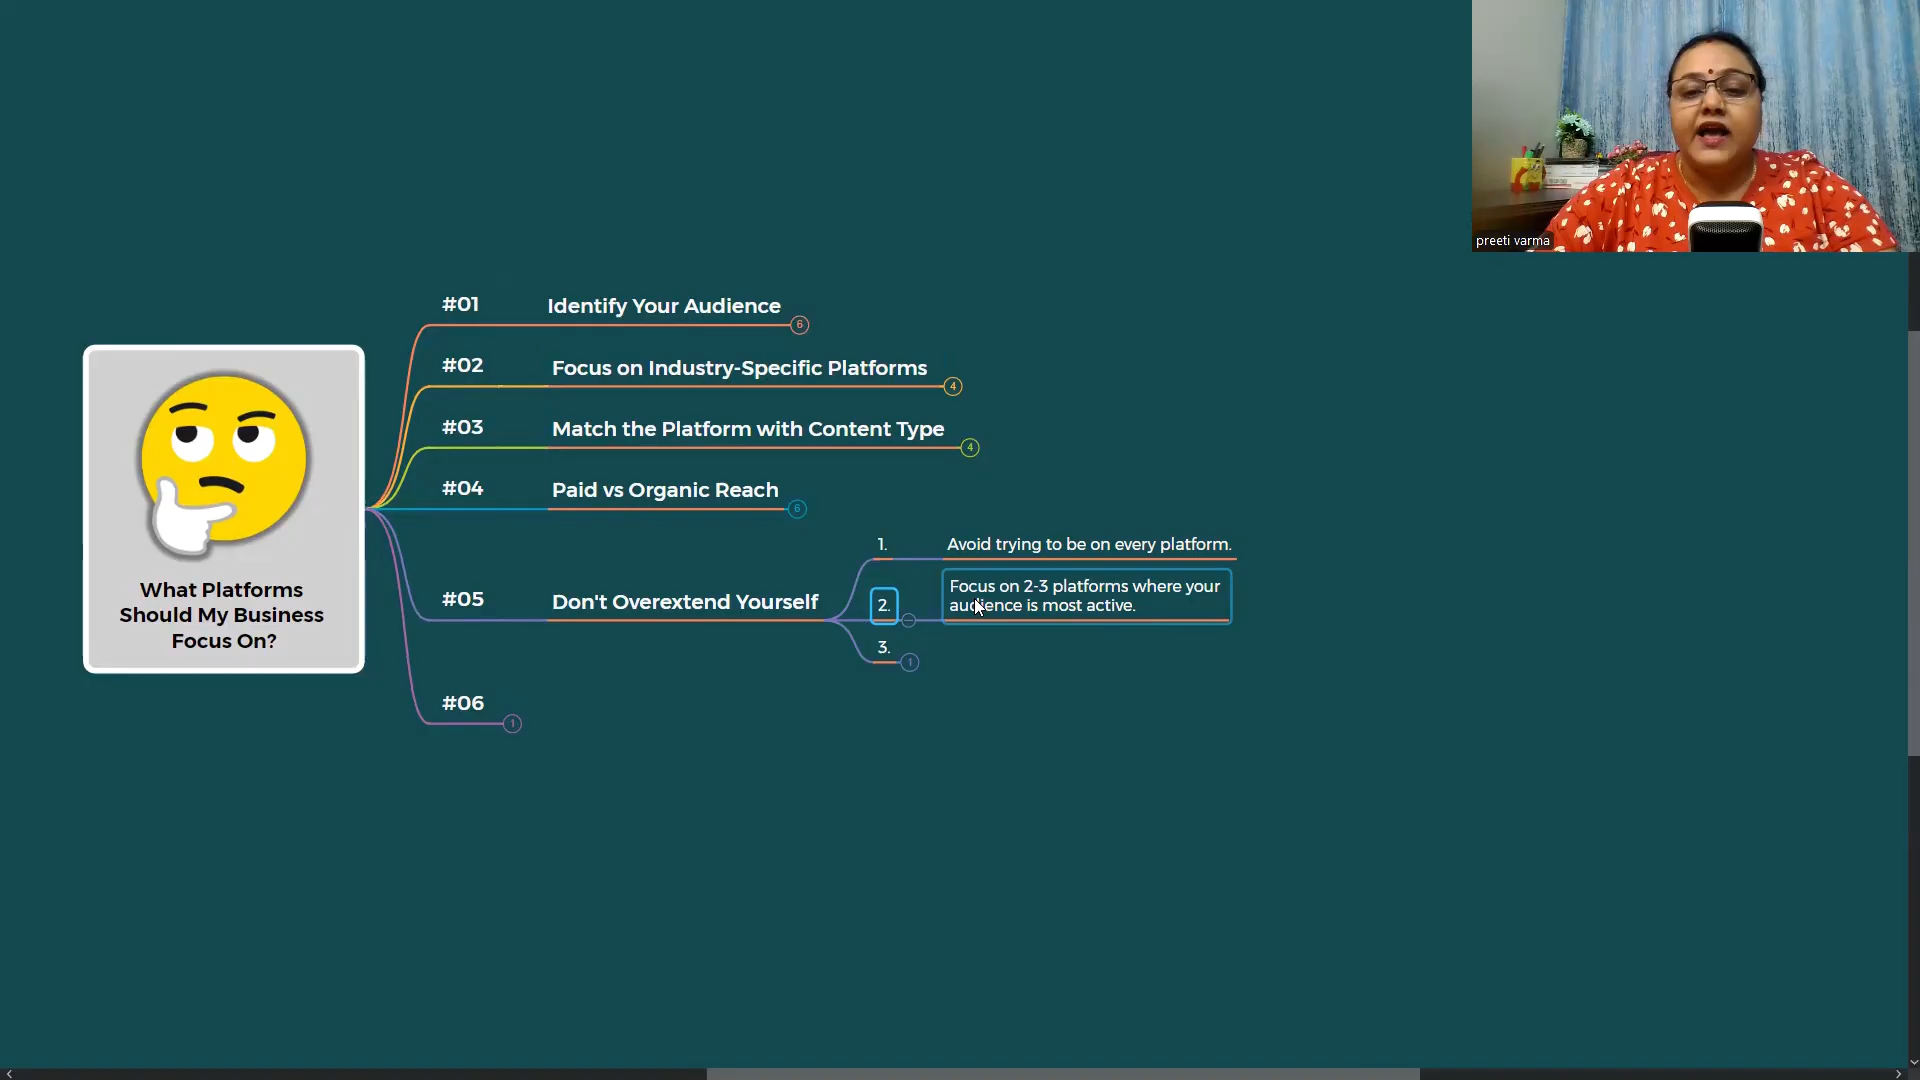 preeti varma
#01 Identify Your Audience 6
#02 Focus on Industry-Specific Platforms 4
#03 Match the Platform with Content Type 4
#04 Paid vs Organic Reach 6
What Platforms
Should My Business
Focus On?
#05 Don't Overextend Yourself
1. Avoid trying to be on every platform.
2. Focus on 2-3 platforms where your
audience is most active.
3. 1
#06 1